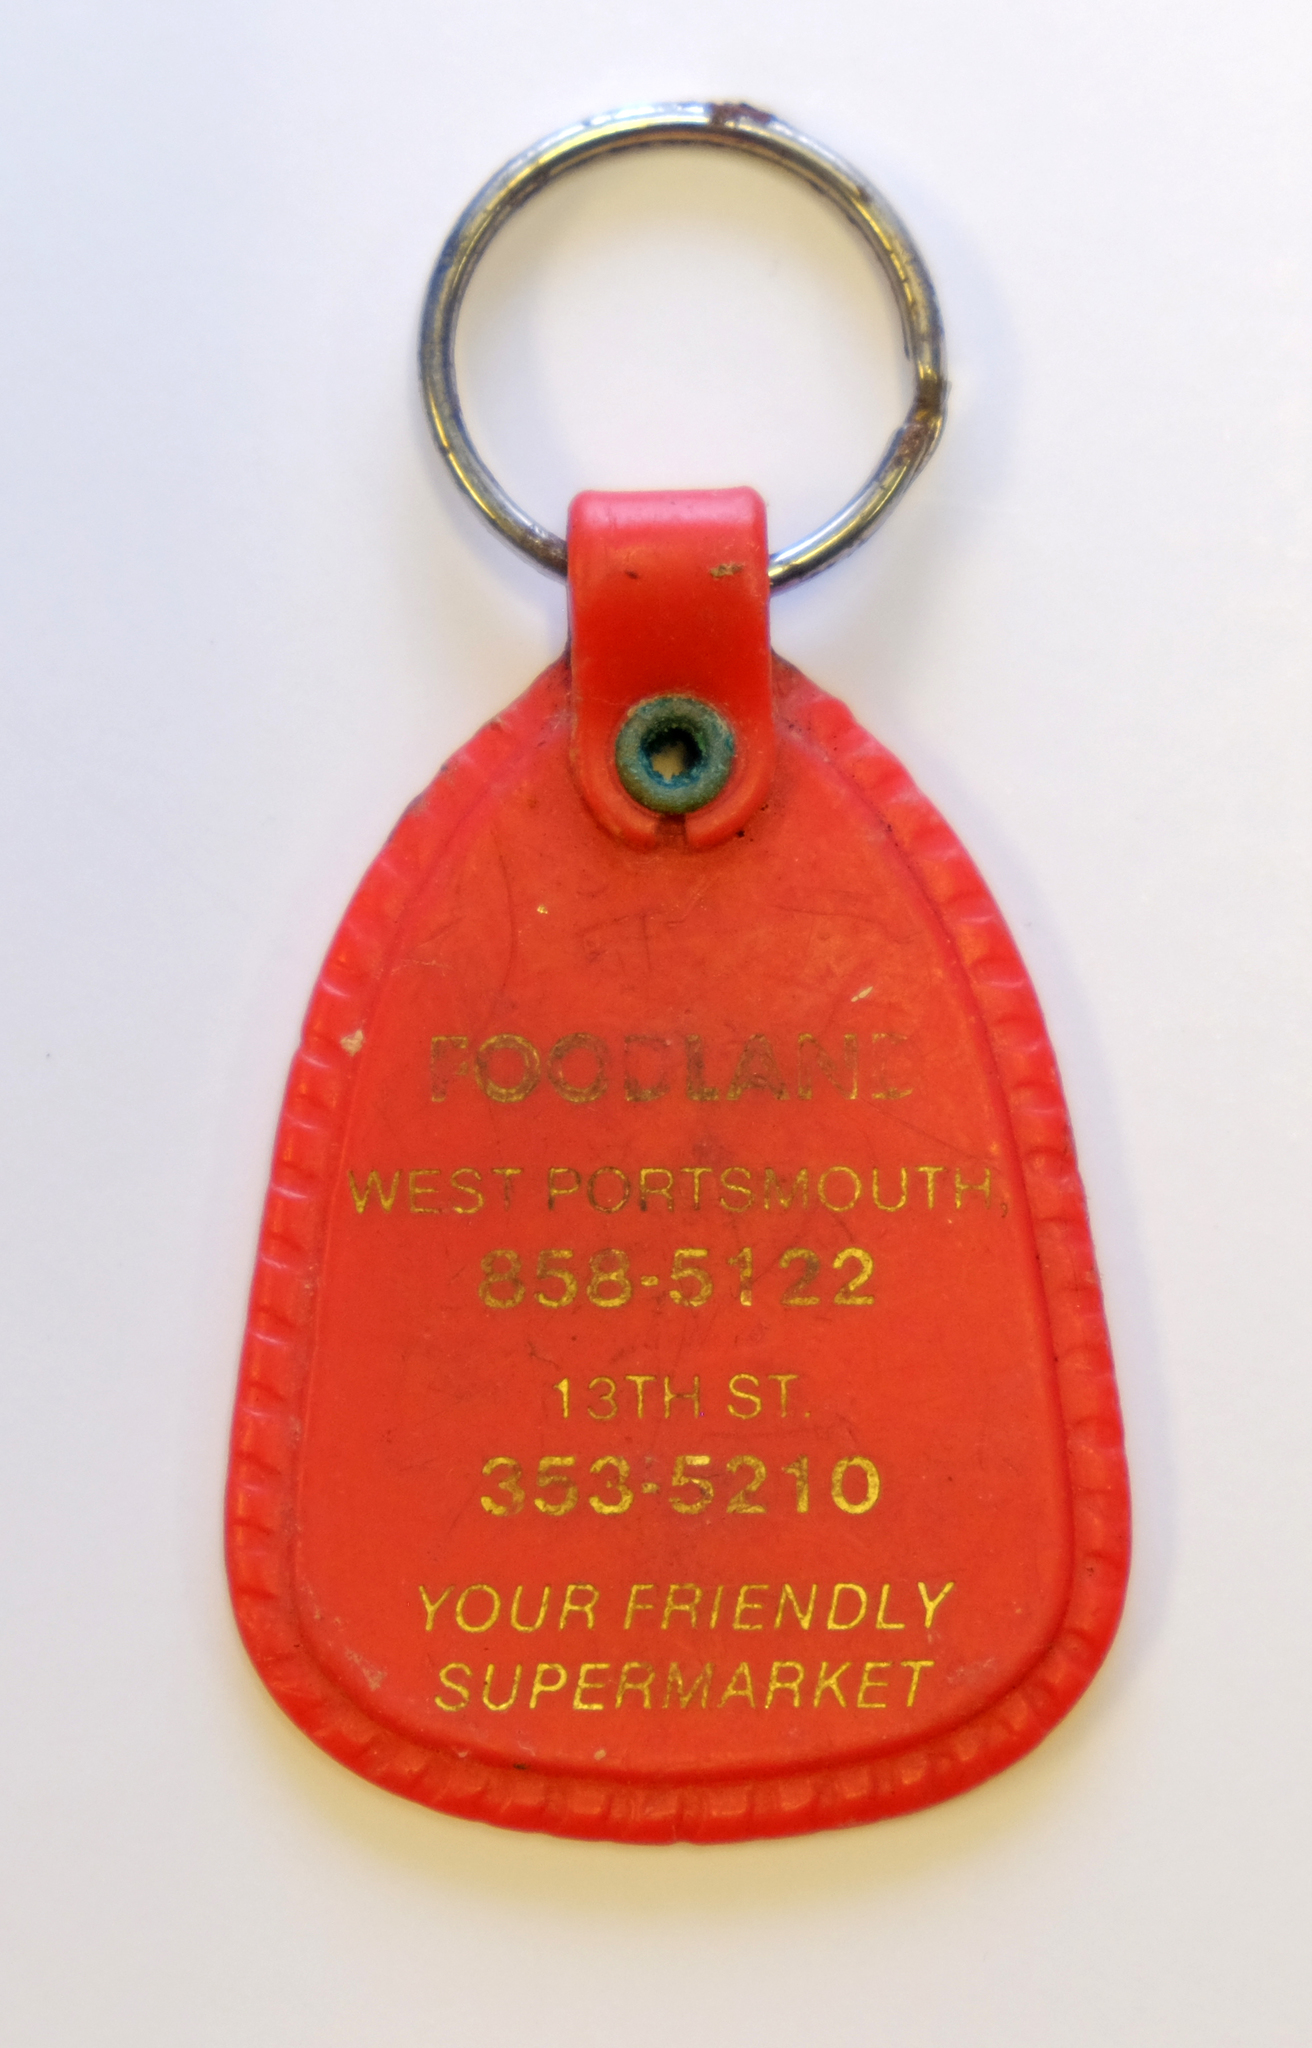 FOODLAND
WEST PORTSMOUTH,
858-5122
13TH ST.
353-5210
YOUR FRIENDLY
SUPERMARKET